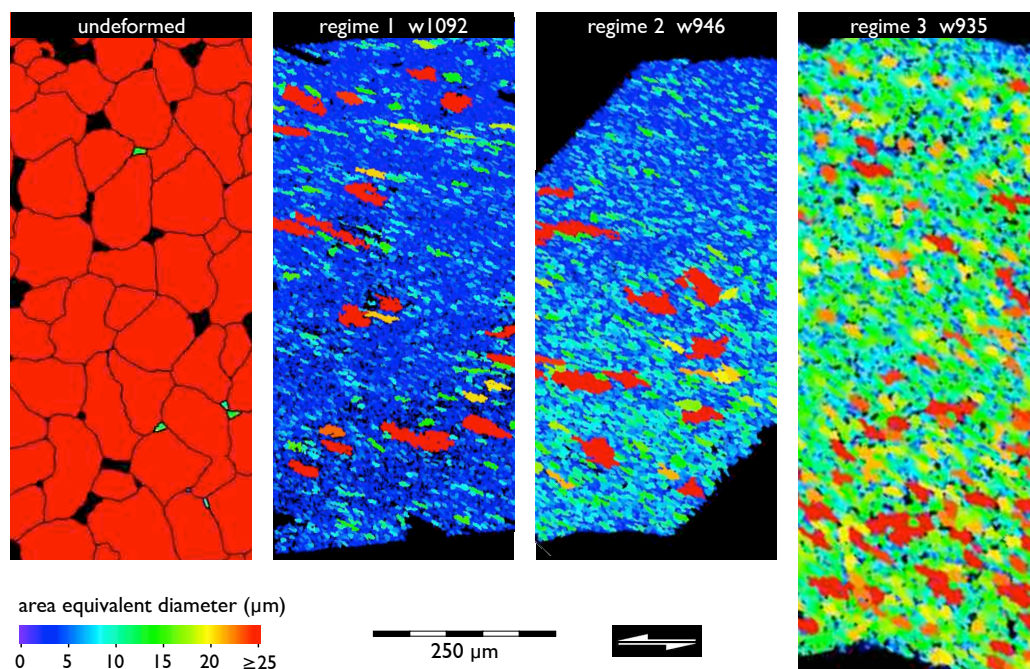 undeformed
regime 1 w1092
regime 2 w946
regime 3 w935
area equivalent diameter (µm)
0 5 10 15 20 ≥25
250 µm